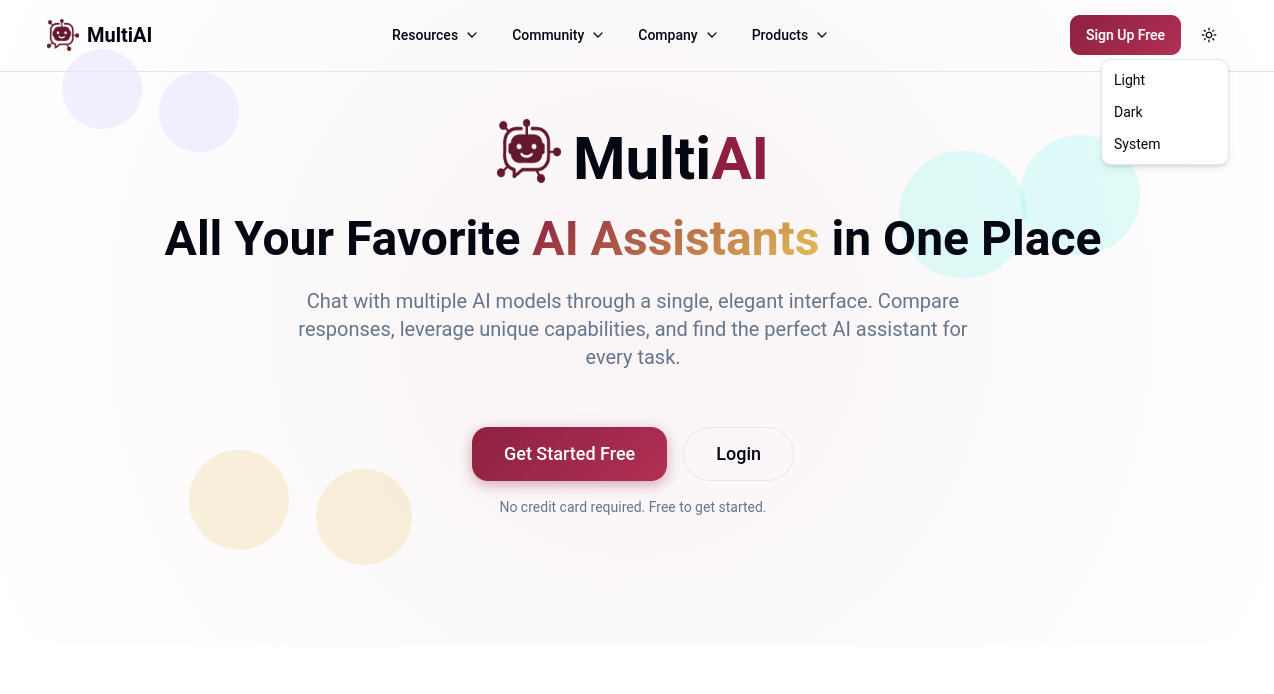 MultiAI
Resources
Community
Company
Products
Sign Up Free
Light
Dark
System
MultiAI
All Your Favorite AI Assistants in One Place
Chat with multiple AI models through a single, elegant interface. Compare
responses, leverage unique capabilities, and find the perfect AI assistant for
every task.
Get Started Free
Login
No credit card required. Free to get started.